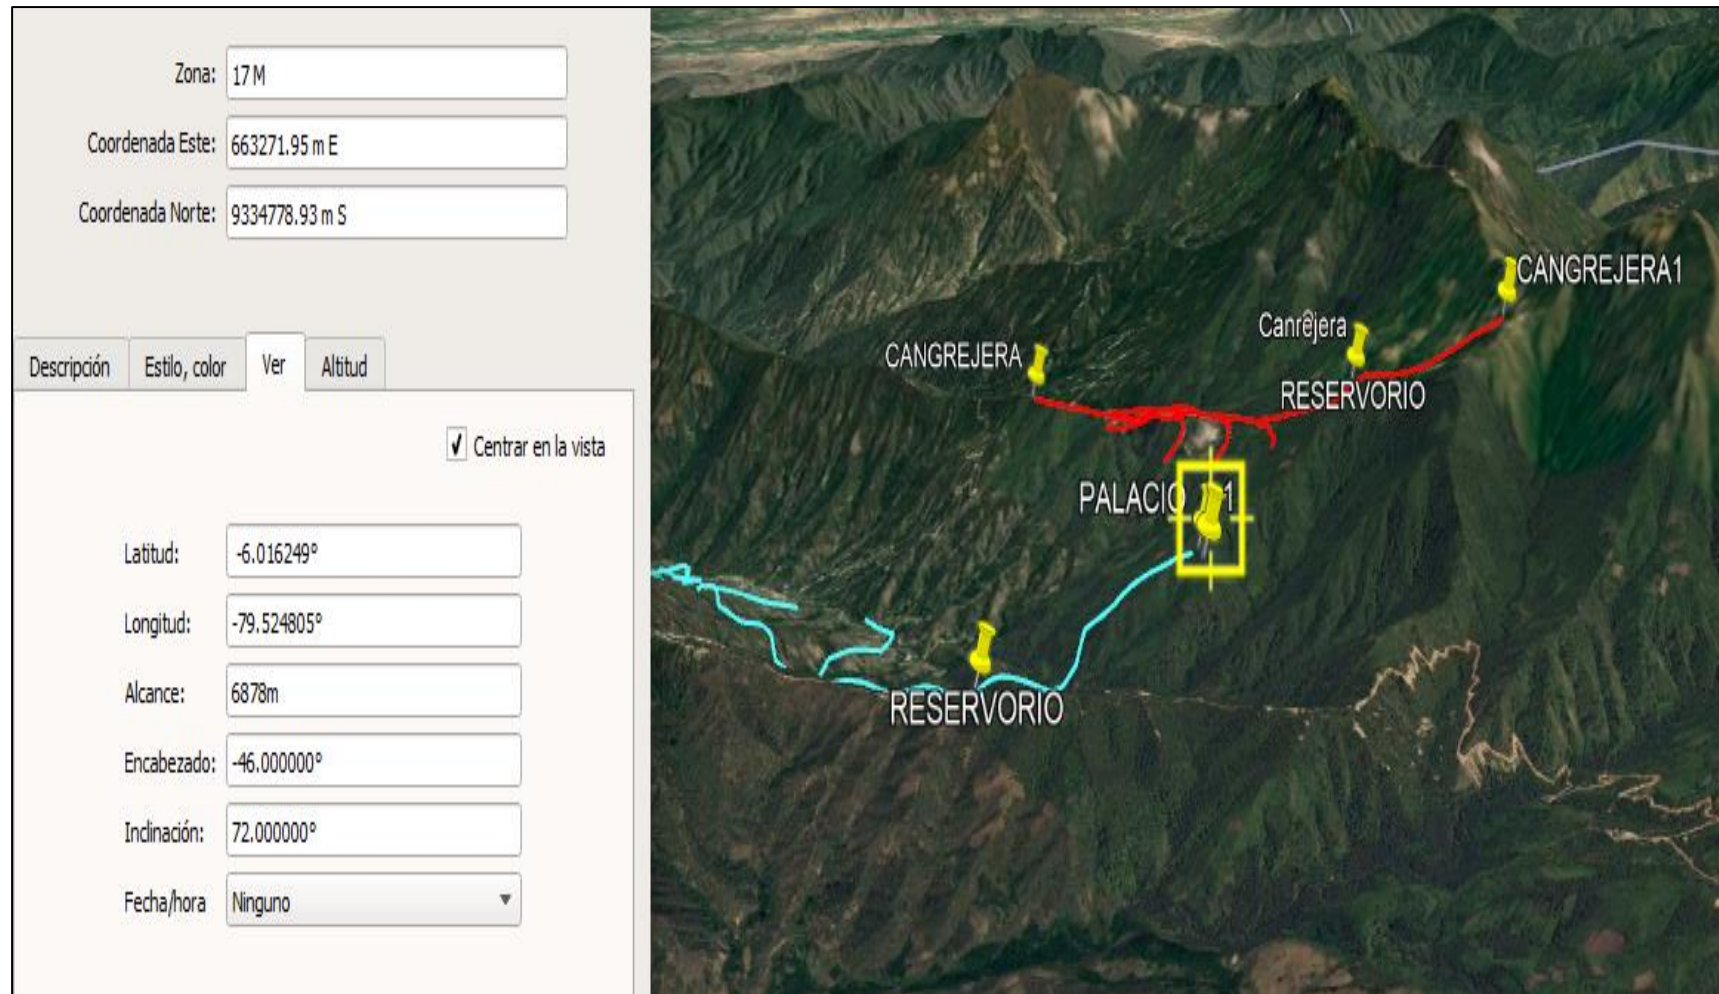 Zona: 17 M
Coordenada Este: 663271.95 m E
Coordenada Norte: 9334778.93 m S
Descripción Estilo, color Ver Altitud
Centrar en la vista
Latitud: -6.016249°
Longitud: -79.524805°
Alcance: 6878m
Encabezado: -46.000000°
Inclinación: 72.000000°
Fecha/hora Ninguno
CANGREJERA1
Canrejera
CANGREJERA
RESERVORIO
PALACIO 1
RESERVORIO